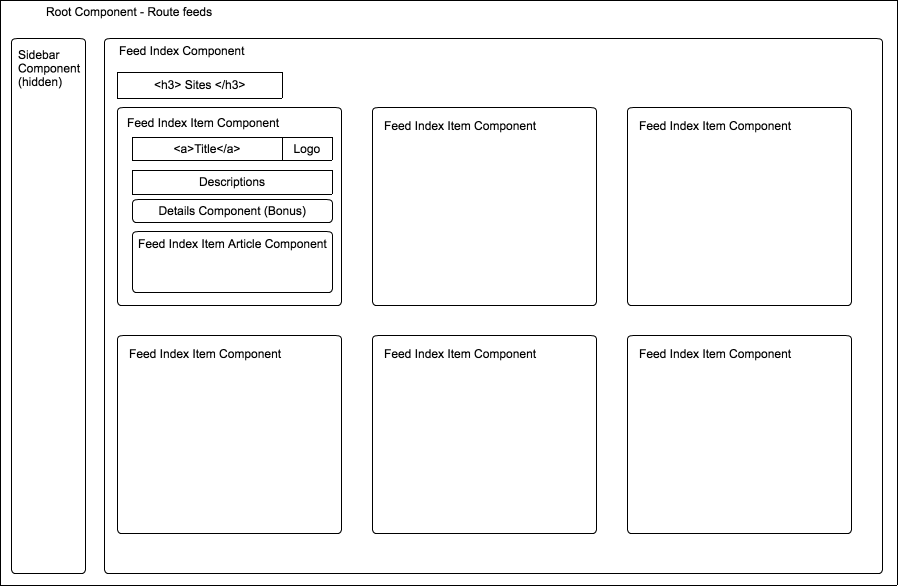 Root Component - Route feeds
Sidebar
Component
(hidden)
Feed Index Component
<h3> Sites </h3>
Feed Index Item Component
<a>Title</a>
Logo
Descriptions
Details Component (Bonus)
Feed Index Item Article Component
Feed Index Item Component
Feed Index Item Component
Feed Index Item Component
Feed Index Item Component
Feed Index Item Component